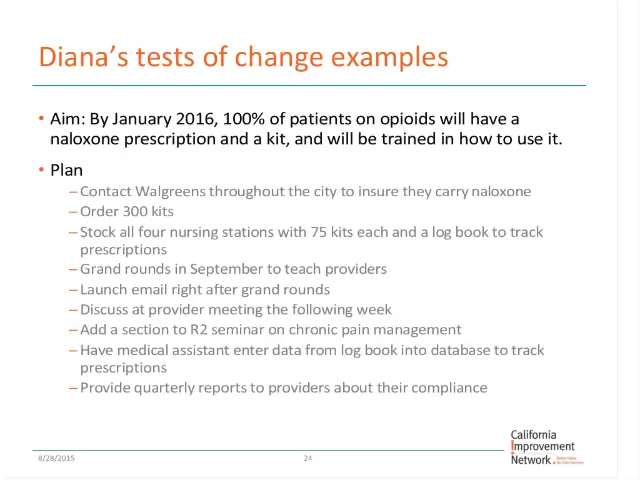 Diana's tests of change examples
• Aim: By January 2016, 100% of patients on opioids will have a
naloxone prescription and a kit, and will be trained in how to use it.
• Plan
– Contact Walgreens throughout the city to insure they carry naloxone
– Order 300 kits
– Stock all four nursing stations with 75 kits each and a log book to track
prescriptions
– Grand rounds in September to teach providers
– Launch email right after grand rounds
– Discuss at provider meeting the following week
– Add a section to R2 seminar on chronic pain management
– Have medical assistant enter data from log book into database to track
prescriptions
– Provide quarterly reports to providers about their compliance
California
Improvement
Network
8/28/2015
24